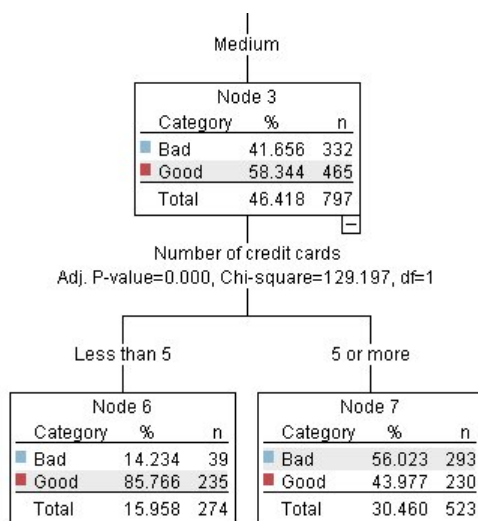 Medium
Node 3
Category % n
Bad 41.656 332
Good 58.344 465
Total 46.418 797
Number of credit cards
Adj. P-value=0.000, Chi-square=129.197, df=1
Less than 5
5 or more
Node 6
Category % n
Bad 14.234 39
Good 85.766 235
Total 15.958 274
Node 7
Category % n
Bad 56.023 293
Good 43.977 230
Total 30.460 523